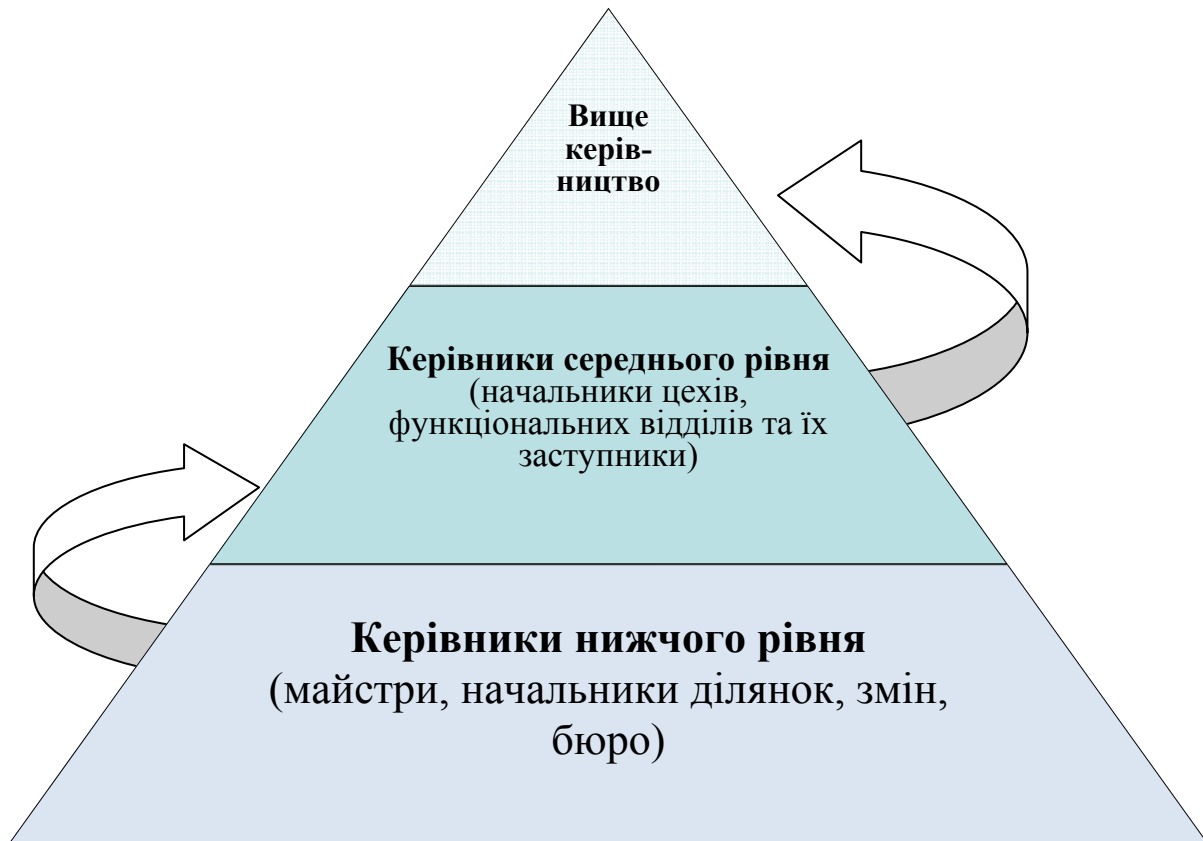 Вище
керів-
ництво
Керівники середнього рівня
(начальники цехів,
функціональних відділів та їх
заступники)
Керівники нижчого рівня
(майстри, начальники ділянок, змін,
бюро)